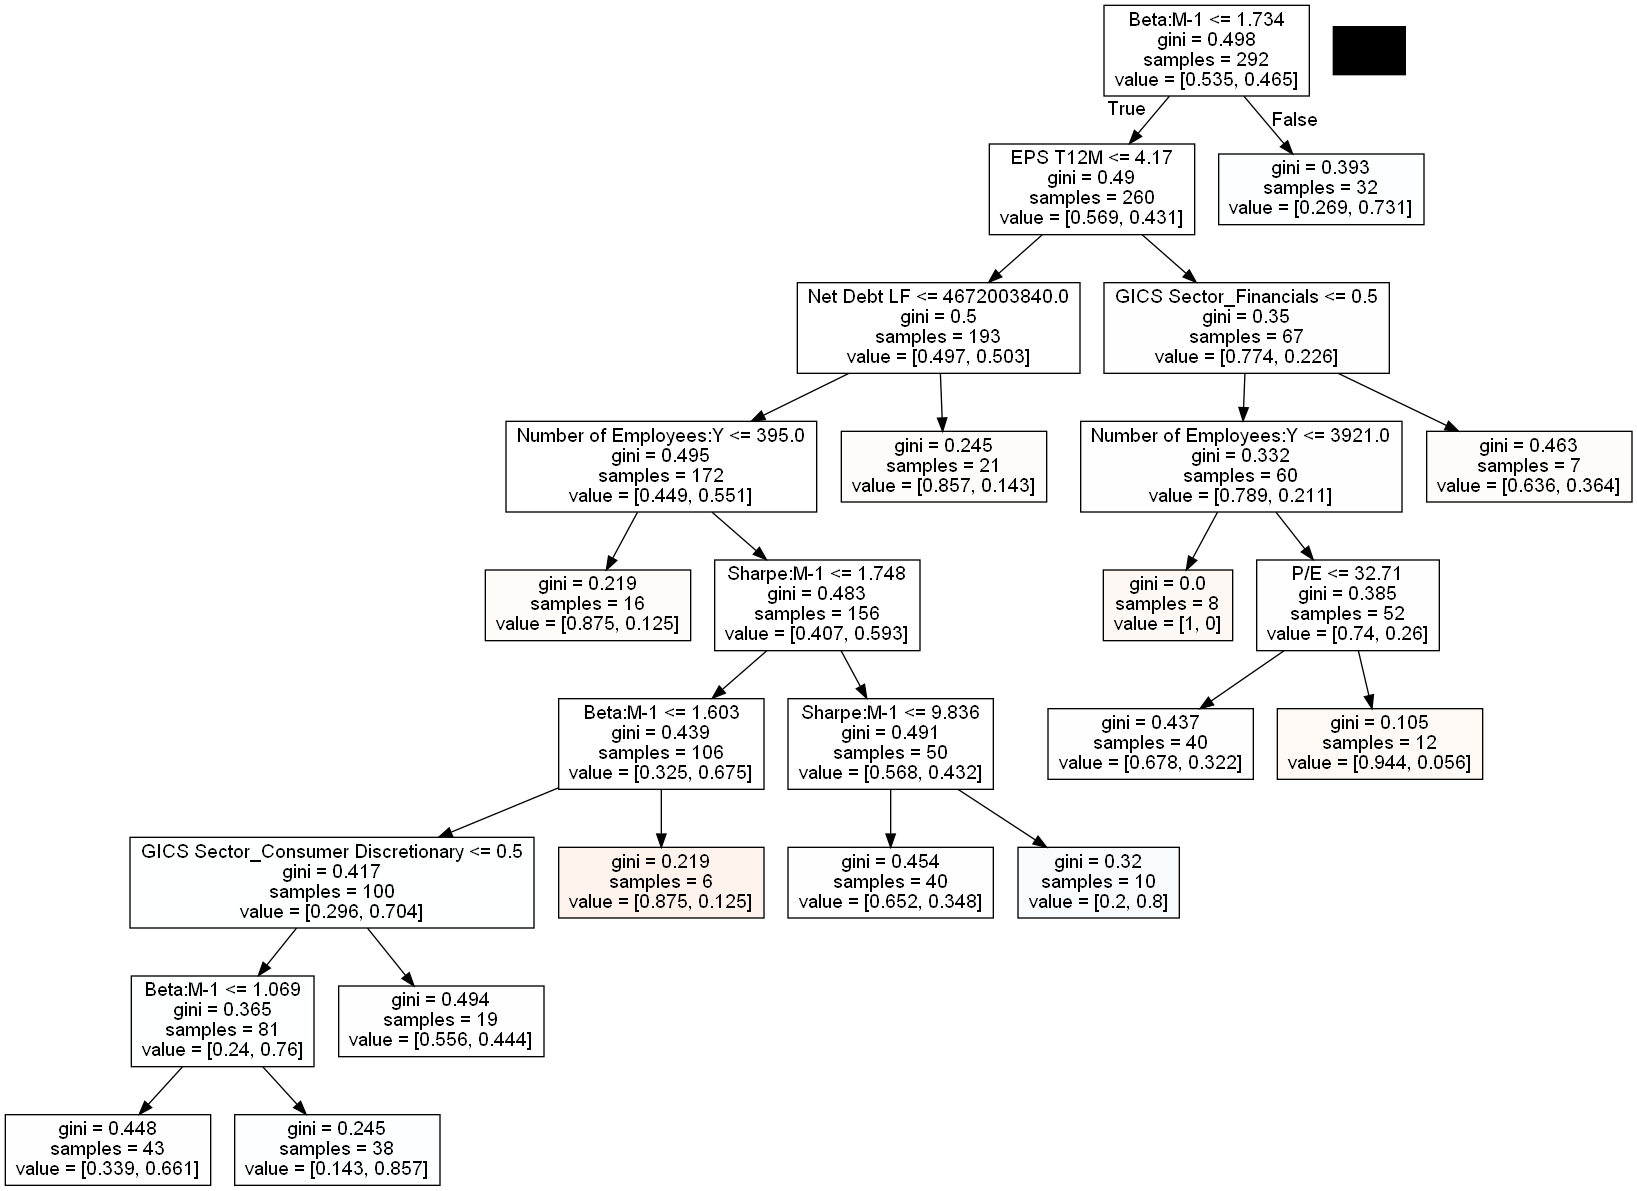 Beta:M-1 <= 1.734
gini = 0.498
samples = 292
value = [0.535, 0.465]
True
False
EPS T12M <= 4.17
gini = 0.49
samples = 260
value = [0.569, 0.431]
gini = 0.393
samples = 32
value = [0.269, 0.731]
Net Debt LF <= 4672003840.0
gini = 0.5
samples = 193
value = [0.497, 0.503]
GICS Sector_Financials <= 0.5
gini = 0.35
samples = 67
value = [0.774, 0.226]
Number of Employees:Y <= 395.0
gini = 0.495
samples = 172
value = [0.449, 0.551]
gini = 0.245
samples = 21
value = [0.857, 0.143]
Number of Employees:Y <= 3921.0
gini = 0.332
samples = 60
value = [0.789, 0.211]
gini = 0.463
samples = 7
value = [0.636, 0.364]
gini = 0.219
samples = 16
value = [0.875, 0.125]
Sharpe:M-1 <= 1.748
gini = 0.483
samples = 156
value = [0.407, 0.593]
gini = 0.0
samples = 8
value = [1, 0]
P/E <= 32.71
gini = 0.385
samples = 52
value = [0.74, 0.26]
Beta:M-1 <= 1.603
gini = 0.439
samples = 106
value = [0.325, 0.675]
Sharpe:M-1 <= 9.836
gini = 0.491
samples = 50
value = [0.568, 0.432]
gini = 0.437
samples = 40
value = [0.678, 0.322]
gini = 0.105
samples = 12
value = [0.944, 0.056]
GICS Sector_Consumer Discretionary <= 0.5
gini = 0.417
samples = 100
value = [0.296, 0.704]
gini = 0.219
samples = 6
value = [0.875, 0.125]
gini = 0.454
samples = 40
value = [0.652, 0.348]
gini = 0.32
samples = 10
value = [0.2, 0.8]
Beta:M-1 <= 1.069
gini = 0.365
samples = 81
value = [0.24, 0.76]
gini = 0.494
samples = 19
value = [0.556, 0.444]
gini = 0.448
samples = 43
value = [0.339, 0.661]
gini = 0.245
samples = 38
value = [0.143, 0.857]